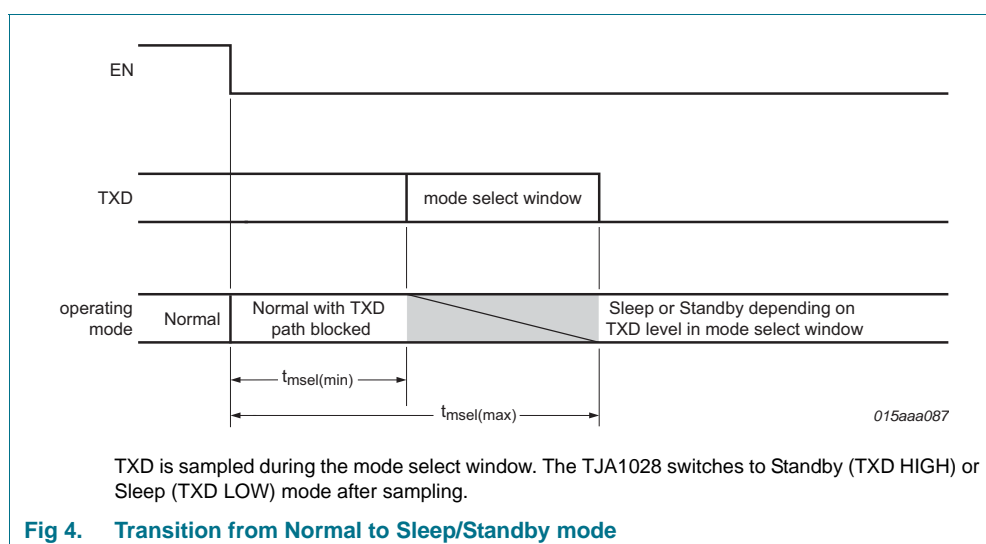 EN
TXD
mode select window
operating
mode
Normal
Normal with TXD
path blocked
Sleep or Standby depending on
TXD level in mode select window
tmsel(min)
tmsel(max)
015aaa087
TXD is sampled during the mode select window. The TJA1028 switches to Standby (TXD HIGH) or
Sleep (TXD LOW) mode after sampling.
Fig 4. Transition from Normal to Sleep/Standby mode